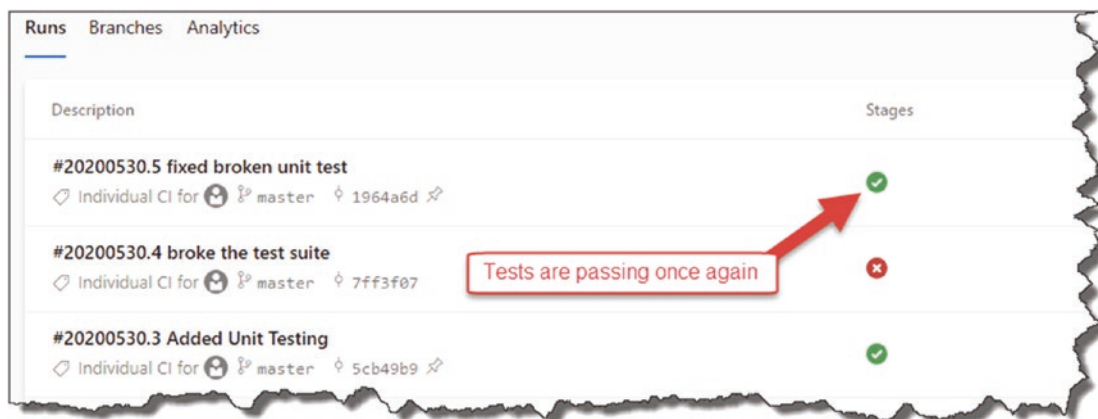 Runs Branches Analytics
Description Stages
#20200530.5 fixed broken unit test
Individual CI for master 1964a6d
#20200530.4 broke the test suite
Individual CI for master 7ff3f07
Tests are passing once again
#20200530.3 Added Unit Testing
Individual CI for master 5cb49b9